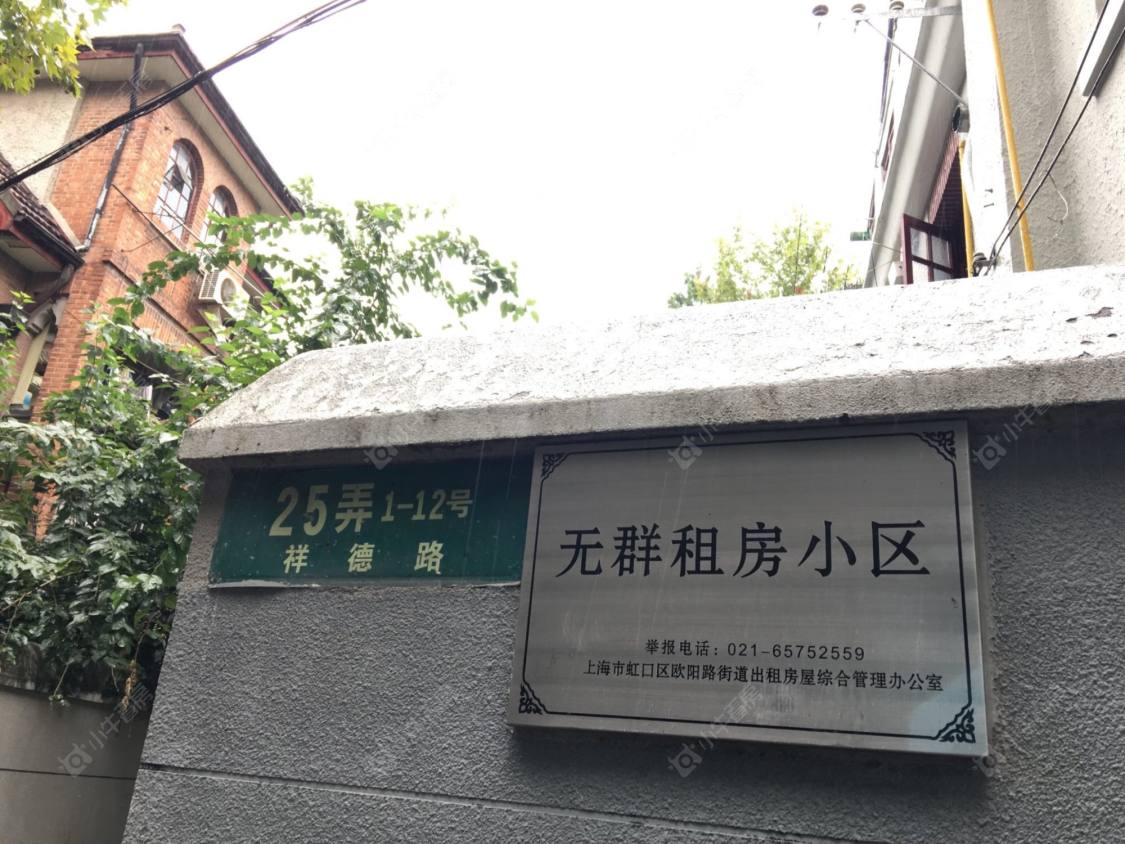 25弄 1-12号
祥德路
无群租房小区
举报电话：021-65752559
上海市虹口区欧阳路街道出租房屋综合管理办公室